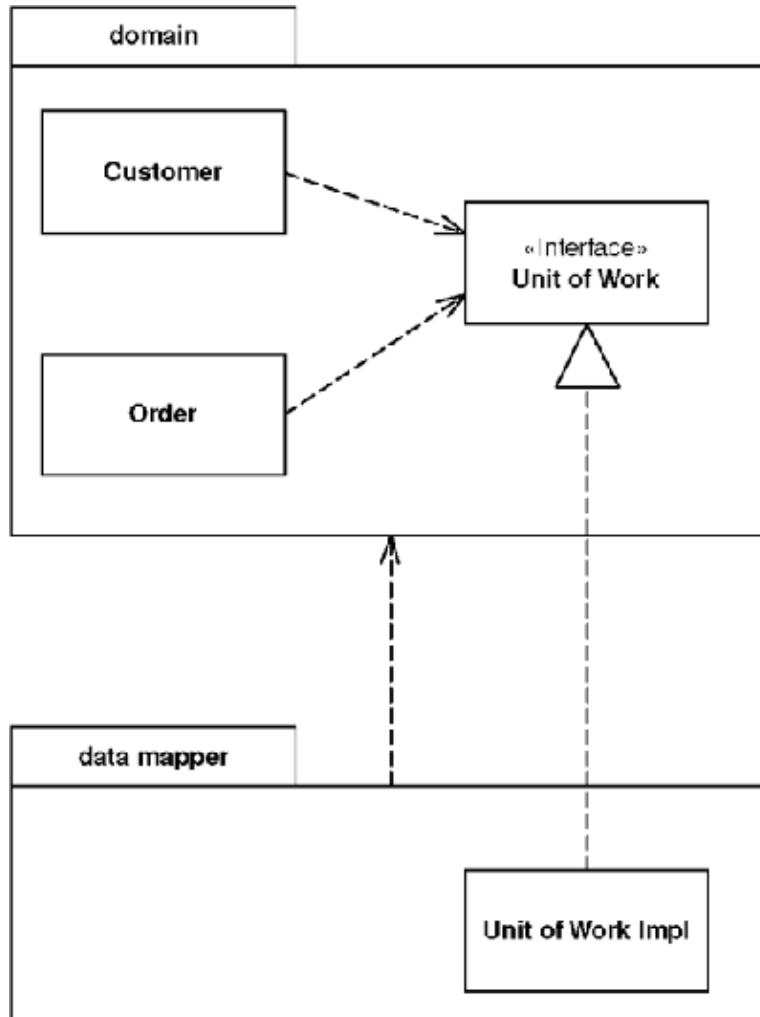 domain
Customer
«Interface»
Unit of Work
Order
data mapper
Unit of Work Impl